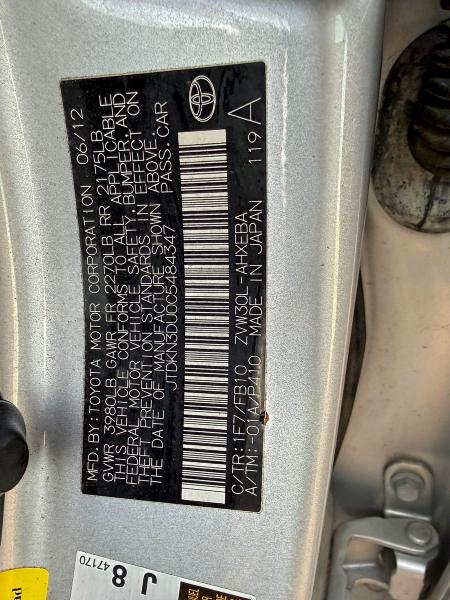 MFD. BY: TOYOTA MOTOR CORPORATION 06/12
GVWR 3980LB GAWR FR 2270LB RR 2175LB
THIS VEHICLE CONFORMS TO ALL APPLICABLE
FEDERAL MOTOR VEHICLE SAFETY, BUMPER, AND
THEFT PREVENTION STANDARDS IN EFFECT ON
THE DATE OF MANUFACTURE SHOWN ABOVE.
JTDKN3DU0C5484347 PASS. CAR
C/TR: 1F7/FB10 ZVW30L-AHXEBA
A/TM: -01A/P410 MADE IN JAPAN 119 A
J 8
47170